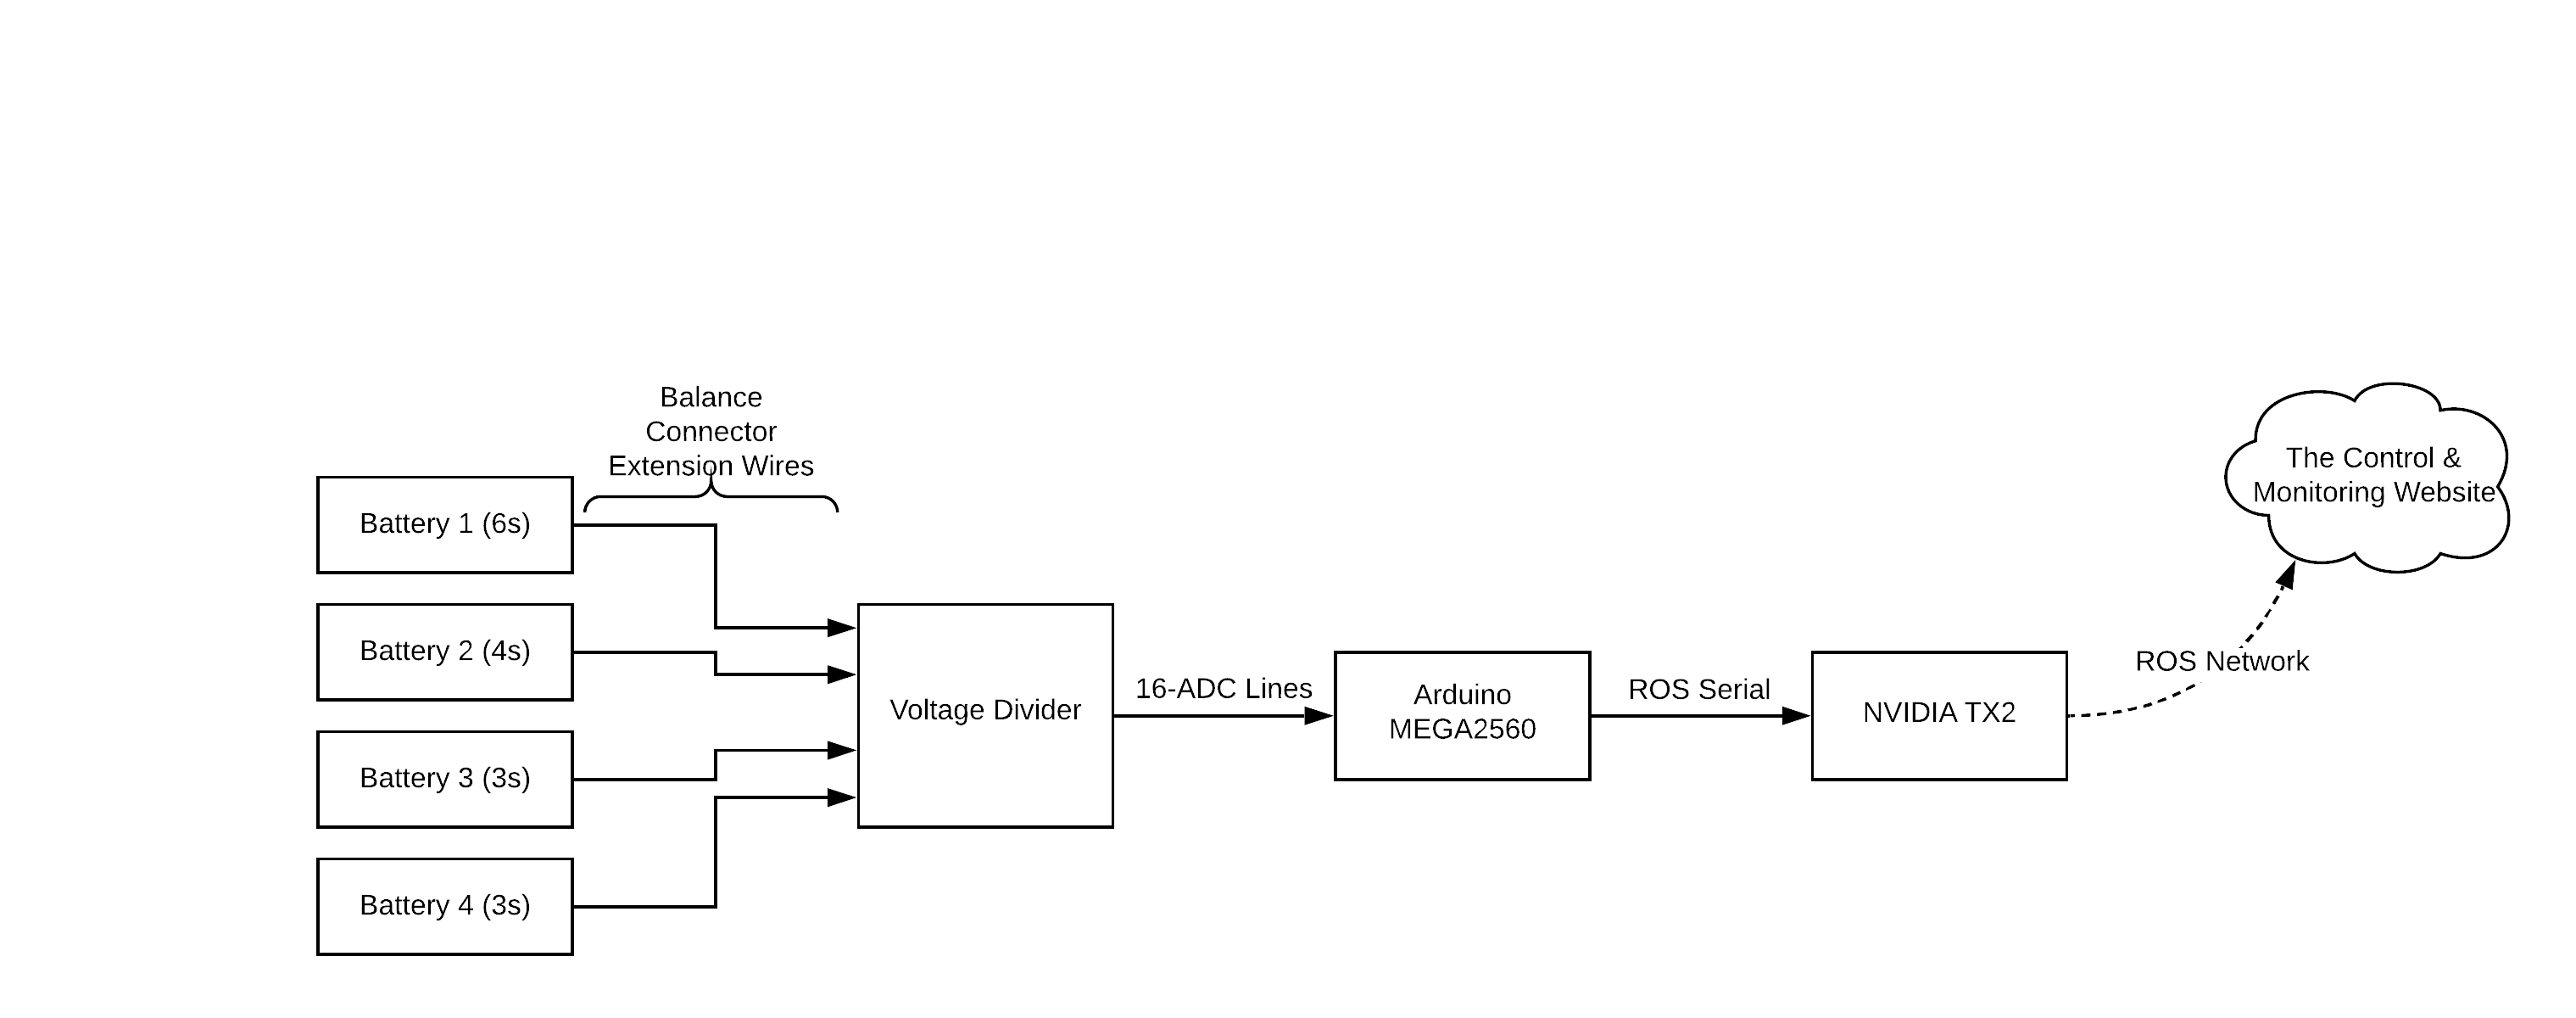 Balance
Connector
Extension Wires
Battery 1 (6s)
Battery 2 (4s)
Battery 3 (3s)
Battery 4 (3s)
Voltage Divider
16-ADC Lines
Arduino
MEGA2560
ROS Serial
NVIDIA TX2
ROS Network
The Control &
Monitoring Website